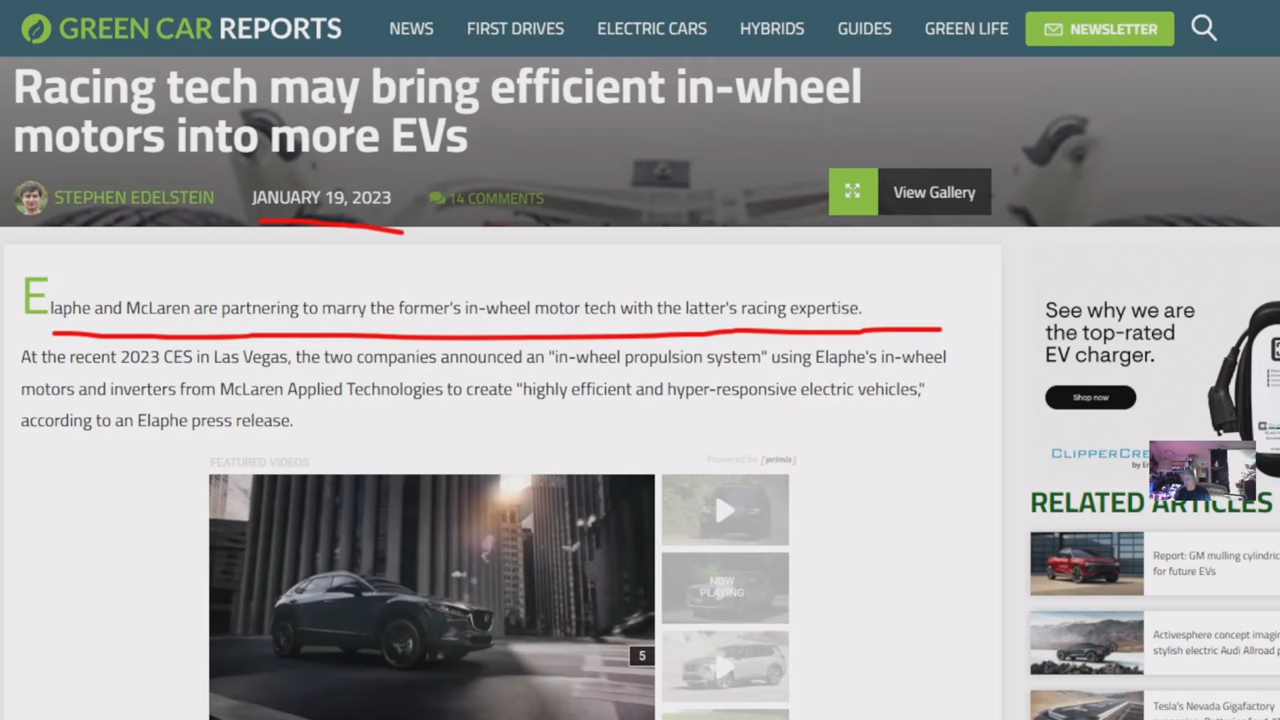 GREEN CAR REPORTS
NEWS
FIRST DRIVES
ELECTRIC CARS
HYBRIDS
GUIDES
GREEN LIFE
NEWSLETTER
Racing tech may bring efficient in-wheel
motors into more EVs
STEPHEN EDELSTEIN
JANUARY 19, 2023
14 COMMENTS
View Gallery
Elaphe and McLaren are partnering to marry the former's in-wheel motor tech with the latter's racing expertise.
At the recent 2023 CES in Las Vegas, the two companies announced an "in-wheel propulsion system" using Elaphe's in-wheel
motors and inverters from McLaren Applied Technologies to create "highly efficient and hyper-responsive electric vehicles,"
according to an Elaphe press release.
FEATURED VIDEOS
Powered by [primis]
NOW
PLAYING
5
See why we are
the top-rated
EV charger.
Shop now
CLIPPERCRE
by
RELATED ARTICLES
Report: GM mulling cylindric
for future EVs
Activesphere concept imagin
stylish electric Audi Allroad p
Tesla's Nevada Gigafactory